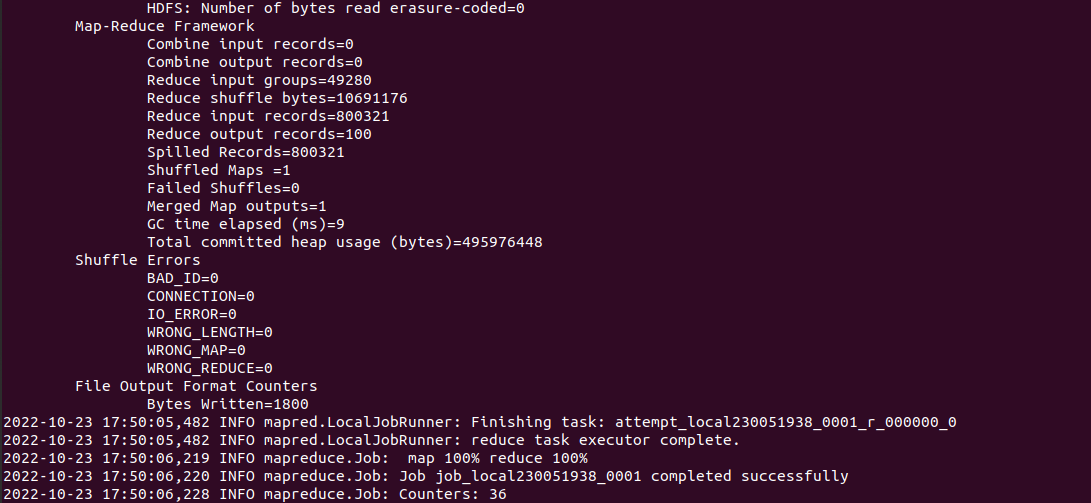 HDFS: Number of bytes read erasure-coded=0
Map-Reduce Framework
Combine input records=0
Combine output records=0
Reduce input groups=49280
Reduce shuffle bytes=10691176
Reduce input records=800321
Reduce output records=100
Spilled Records=800321
Shuffled Maps =1
Failed Shuffles=0
Merged Map outputs=1
GC time elapsed (ms)=9
Total committed heap usage (bytes)=495976448
Shuffle Errors
BAD_ID=0
CONNECTION=0
IO_ERROR=0
WRONG_LENGTH=0
WRONG_MAP=0
WRONG_REDUCE=0
File Output Format Counters
Bytes Written=1800
2022-10-23 17:50:05,482 INFO mapred.LocalJobRunner: Finishing task: attempt_local230051938_0001_r_000000_0
2022-10-23 17:50:05,482 INFO mapred.LocalJobRunner: reduce task executor complete.
2022-10-23 17:50:06,219 INFO mapreduce.Job:  map 100% reduce 100%
2022-10-23 17:50:06,220 INFO mapreduce.Job: Job job_local230051938_0001 completed successfully
2022-10-23 17:50:06,228 INFO mapreduce.Job: Counters: 36